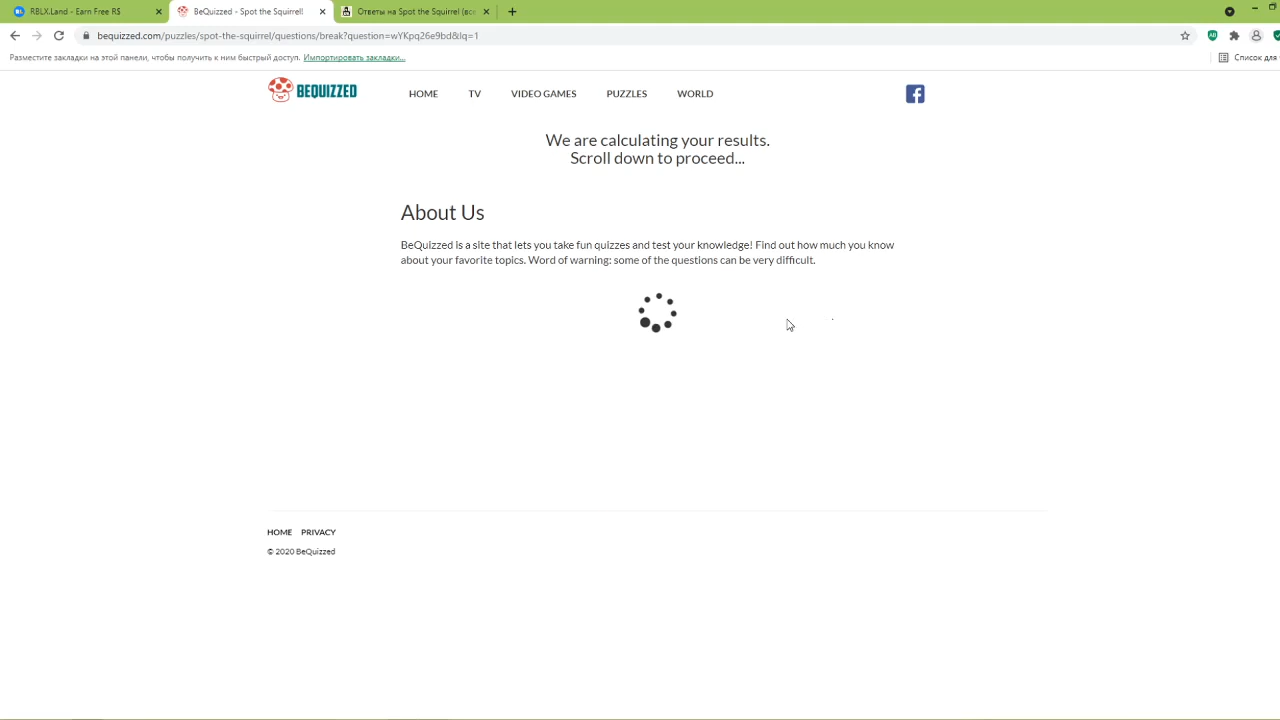 RBLX.Land - Earn Free R$
BeQuizzed - Spot the Squirrel!
Ответы на Spot the Squirrel (все
bequizzed.com/puzzles/spot-the-squirrel/questions/break?question=wYKpq26e9bd&lq=1
Разместите закладки на этой панели, чтобы получить к ним быстрый доступ. Импортировать закладки...
Список для
BEQUIZZED
HOME TV VIDEO GAMES PUZZLES WORLD
We are calculating your results.
Scroll down to proceed...
About Us
BeQuizzed is a site that lets you take fun quizzes and test your knowledge! Find out how much you know
about your favorite topics. Word of warning: some of the questions can be very difficult.
HOME PRIVACY
© 2020 BeQuizzed